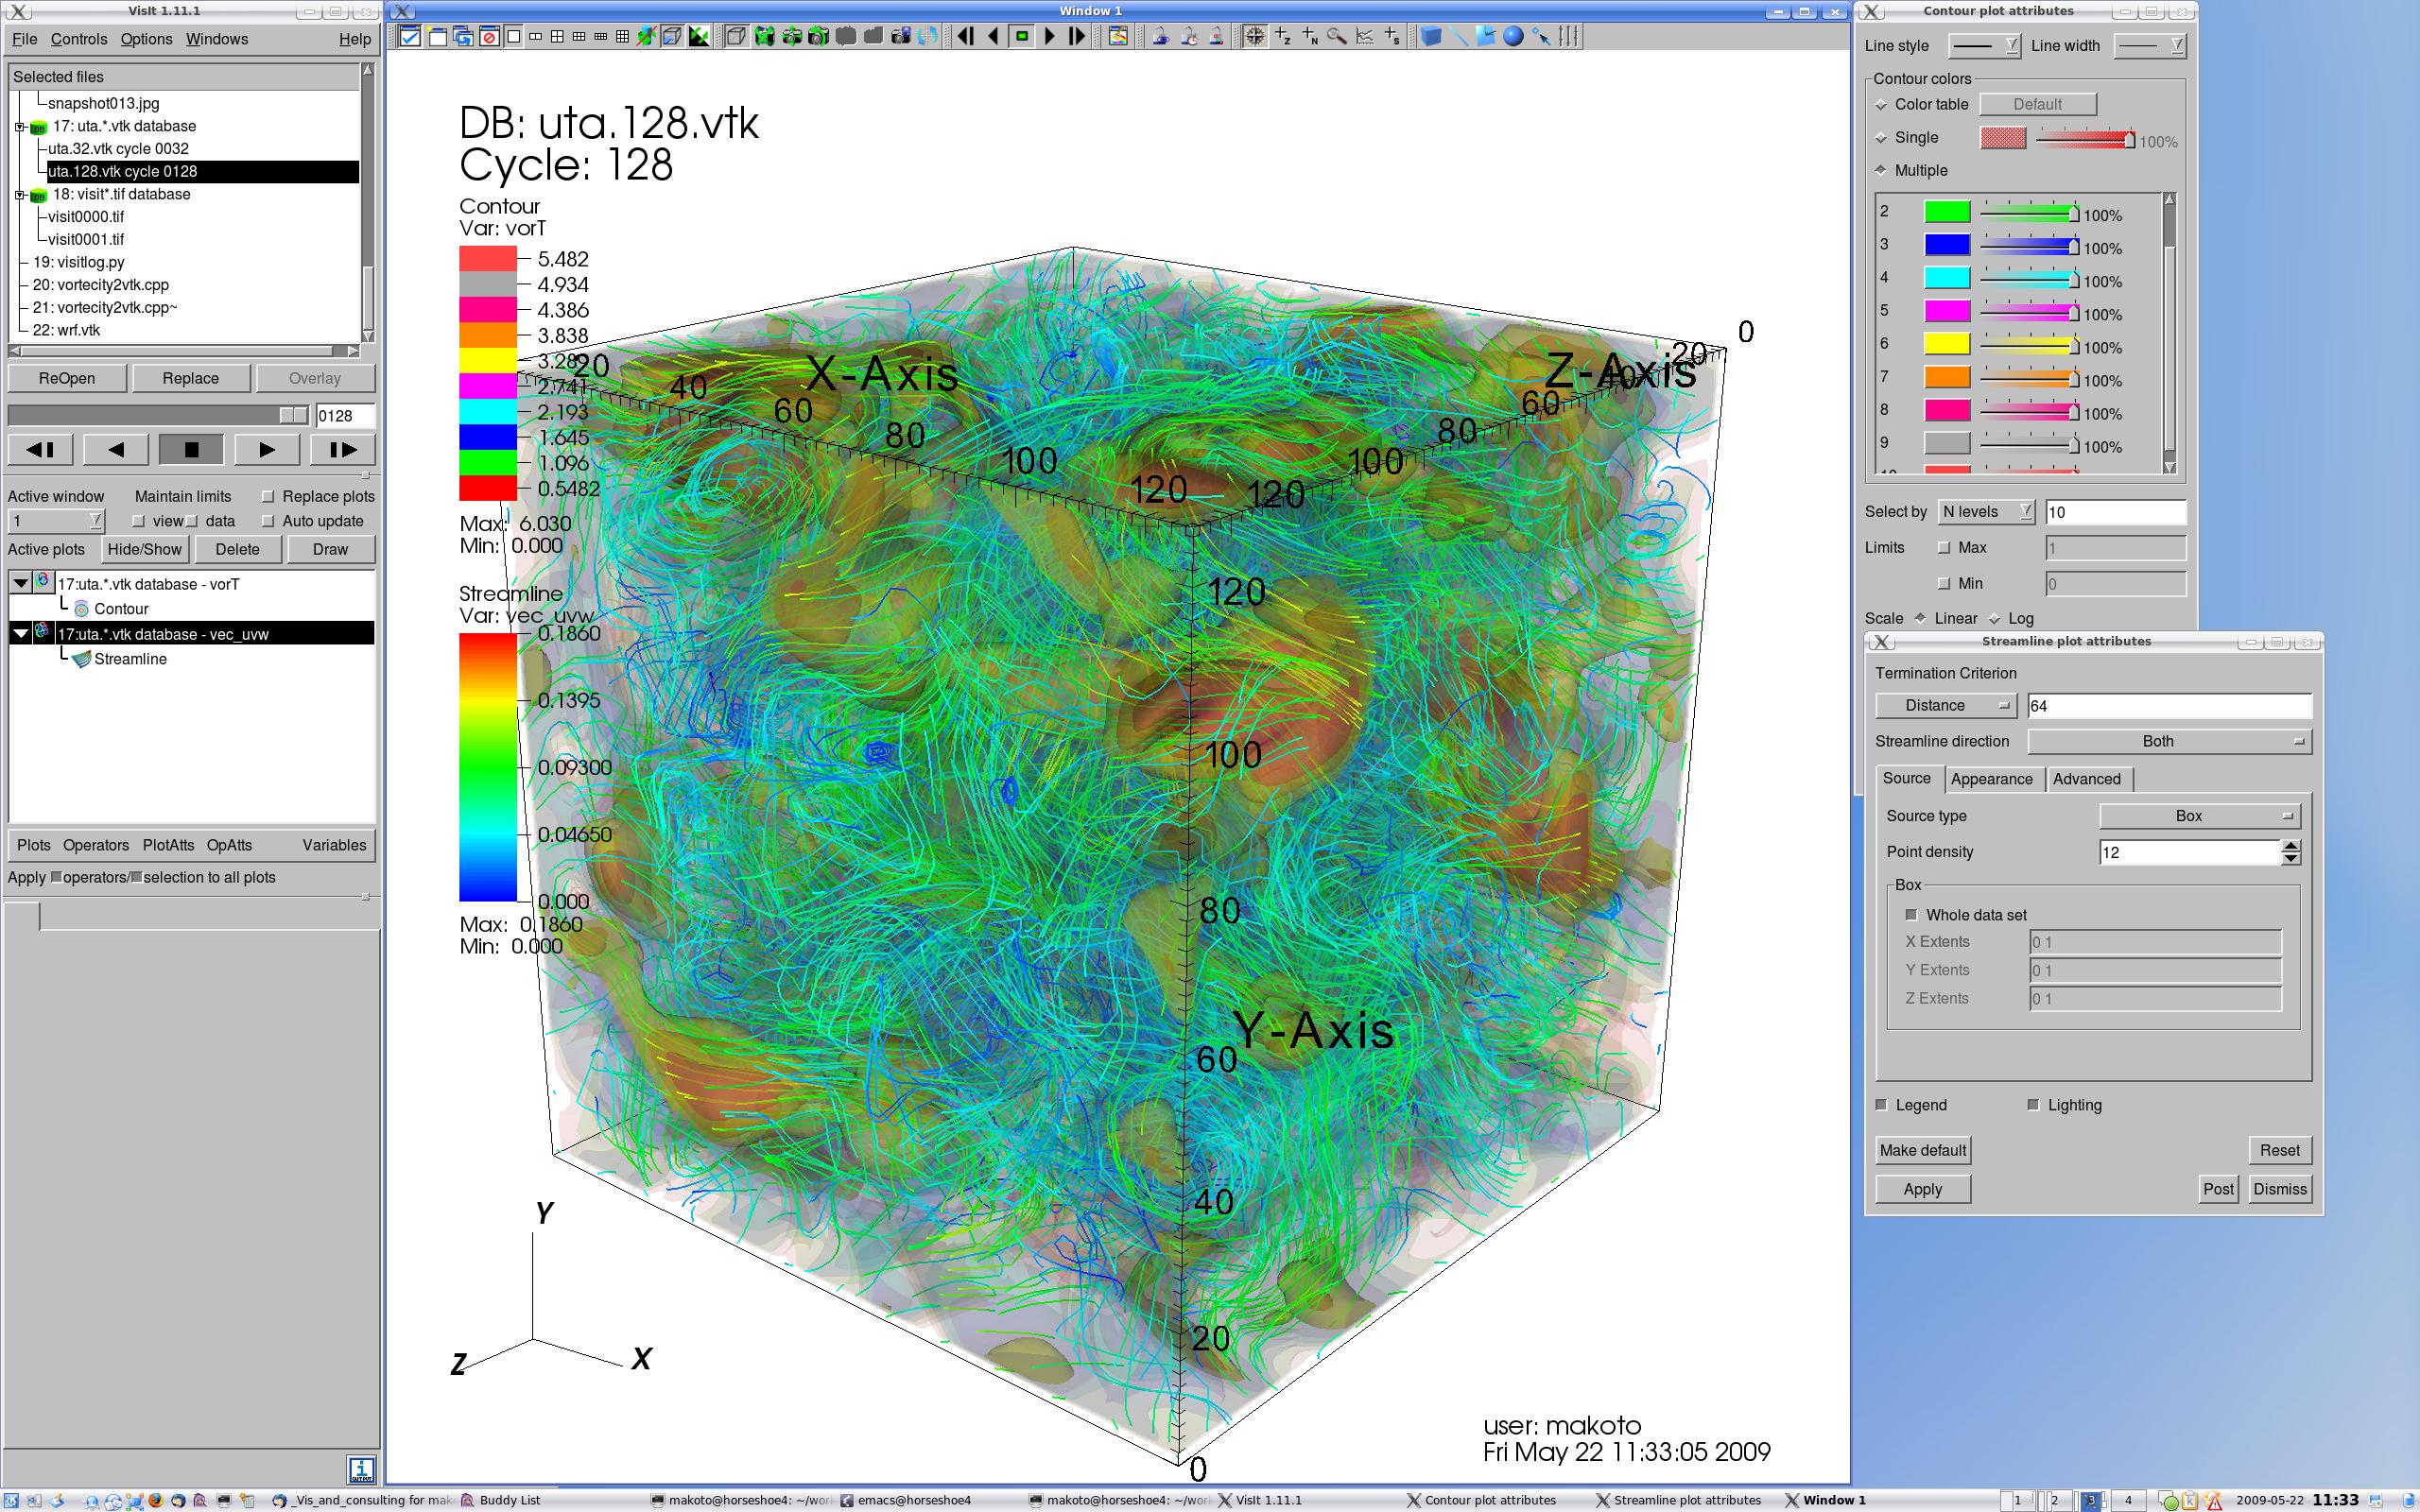 VisIt 1.11.1
File Controls Options Windows Help
Selected files
snapshot013.jpg
17: uta.*.vtk database
uta.32.vtk cycle 0032
uta.128.vtk cycle 0128
18: visit*.tif database
visit0000.tif
visit0001.tif
19: visitlog.py
20: vortecity2vtk.cpp
21: vortecity2vtk.cpp~
22: wrf.vtk
ReOpen Replace Overlay
0128
Active window Maintain limits Replace plots
1 view data Auto update
Active plots Hide/Show Delete Draw
17:uta.*.vtk database - vorT
Contour
17:uta.*.vtk database - vec_uvw
Streamline
Plots Operators PlotAtts OpAtts Variables
Apply operators/ selection to all plots
Window 1
DB: uta.128.vtk
Cycle: 128
Contour
Var: vorT
5.482
4.934
4.386
3.838
3.289
2.741
2.193
1.645
1.096
0.5482
Max: 6.030
Min: 0.000
Streamline
Var: vec_uvw
0.1860
0.1395
0.09300
0.04650
0.000
Max: 0.1860
Min: 0.000
X-Axis
20
40
60
80
100
120
Z-Axis
0
20
40
60
80
100
120
Y-Axis
120
100
80
60
40
20
0
Y
Z
X
user: makoto
Fri May 22 11:33:05 2009
Contour plot attributes
Line style Line width
Contour colors
Color table Default
Single 100%
Multiple
2 100%
3 100%
4 100%
5 100%
6 100%
7 100%
8 100%
9 100%
Select by N levels 10
Limits Max 1
Min 0
Scale Linear Log
Streamline plot attributes
Termination Criterion
Distance 64
Streamline direction Both
Source Appearance Advanced
Source type Box
Point density 12
Box
Whole data set
X Extents 0 1
Y Extents 0 1
Z Extents 0 1
Legend Lighting
Make default Reset
Apply Post Dismiss
_Vis_and_consulting for mak
Buddy List
makoto@horseshoe4: ~/wor
emacs@horseshoe4
makoto@horseshoe4: ~/wor
VisIt 1.11.1
Contour plot attributes
Streamline plot attributes
Window 1
1 2 3 4
2009-05-22 11:33